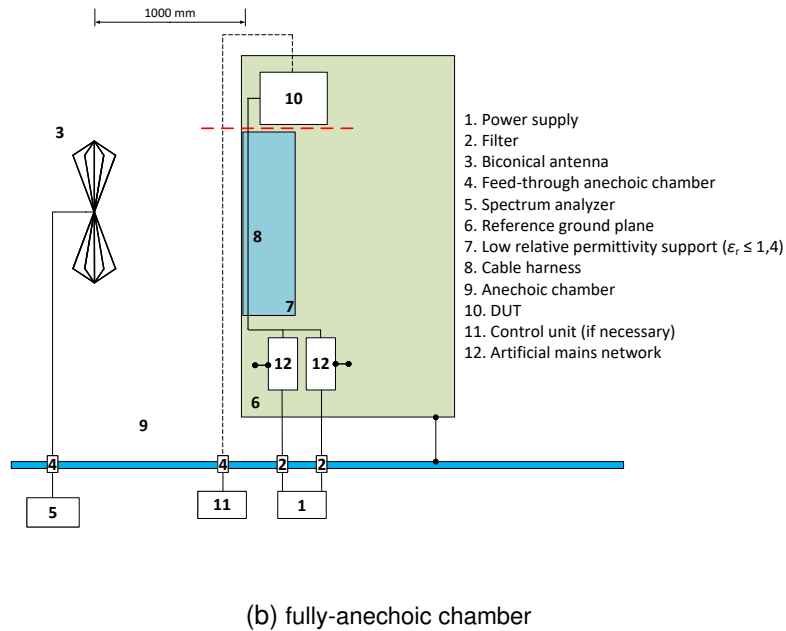 1000 mm
3
10
8
7
12
12
6
9
4
4
2
2
5
11
1
1. Power supply
2. Filter
3. Biconical antenna
4. Feed-through anechoic chamber
5. Spectrum analyzer
6. Reference ground plane
7. Low relative permittivity support (εr ≤ 1,4)
8. Cable harness
9. Anechoic chamber
10. DUT
11. Control unit (if necessary)
12. Artificial mains network
(b) fully-anechoic chamber